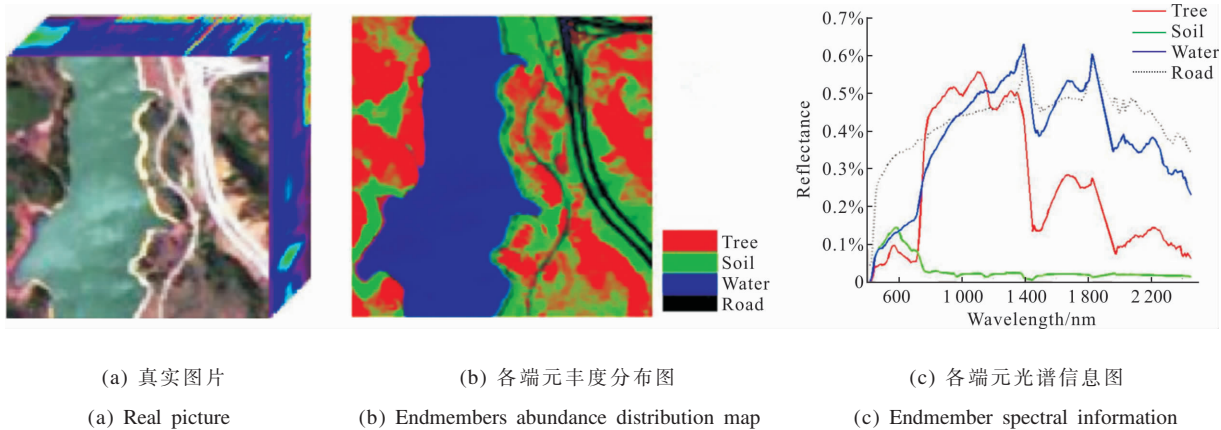 Tree
Soil
Water
Road
0.7%
0.6%
0.5%
0.4%
0.3%
0.2%
0.1%
0
Reflectance
Tree
Soil
Water
Road
600
1 000
1 400
1 800
2 200
Wavelength/nm
(a) 真实图片
(b) 各端元丰度分布图
(c) 各端元光谱信息图
(a) Real picture
(b) Endmembers abundance distribution map
(c) Endmember spectral information